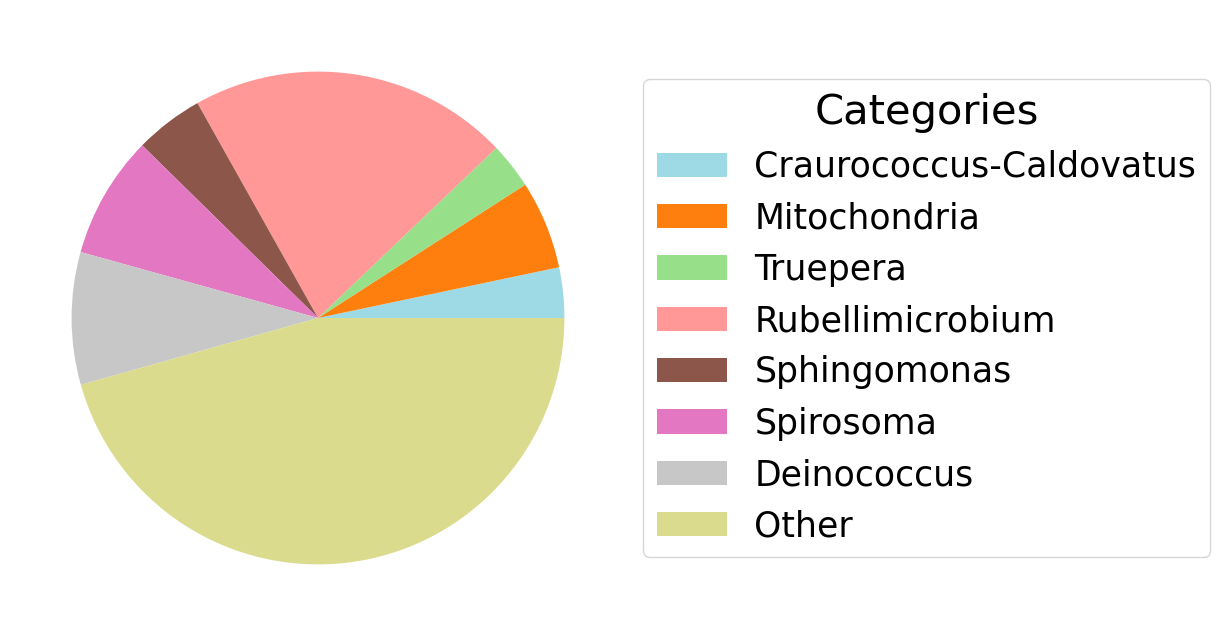 Categories
Craurococcus-Caldovatus
Mitochondria
Truepera
Rubellimicrobium
Sphingomonas
Spirosoma
Deinococcus
Other